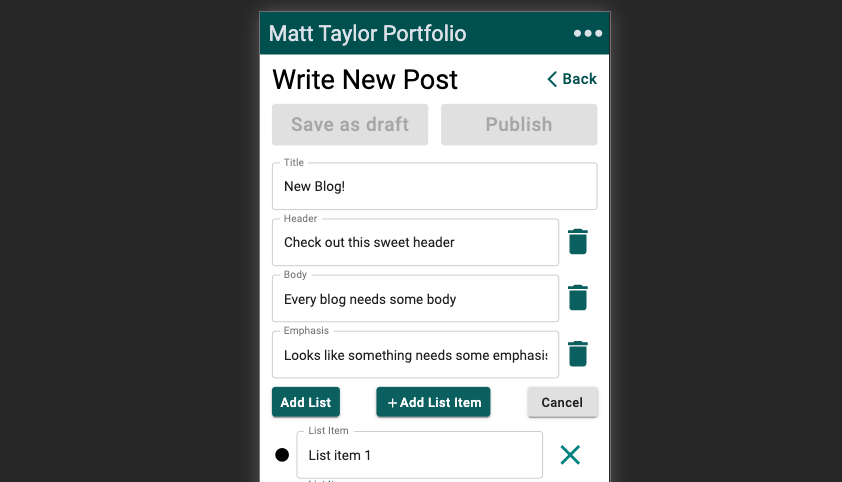 Matt Taylor Portfolio
Write New Post
Back
Save as draft
Publish
Title
New Blog!
Header
Check out this sweet header
Body
Every blog needs some body
Emphasis
Looks like something needs some emphasis
Add List
+ Add List Item
Cancel
List Item
List item 1